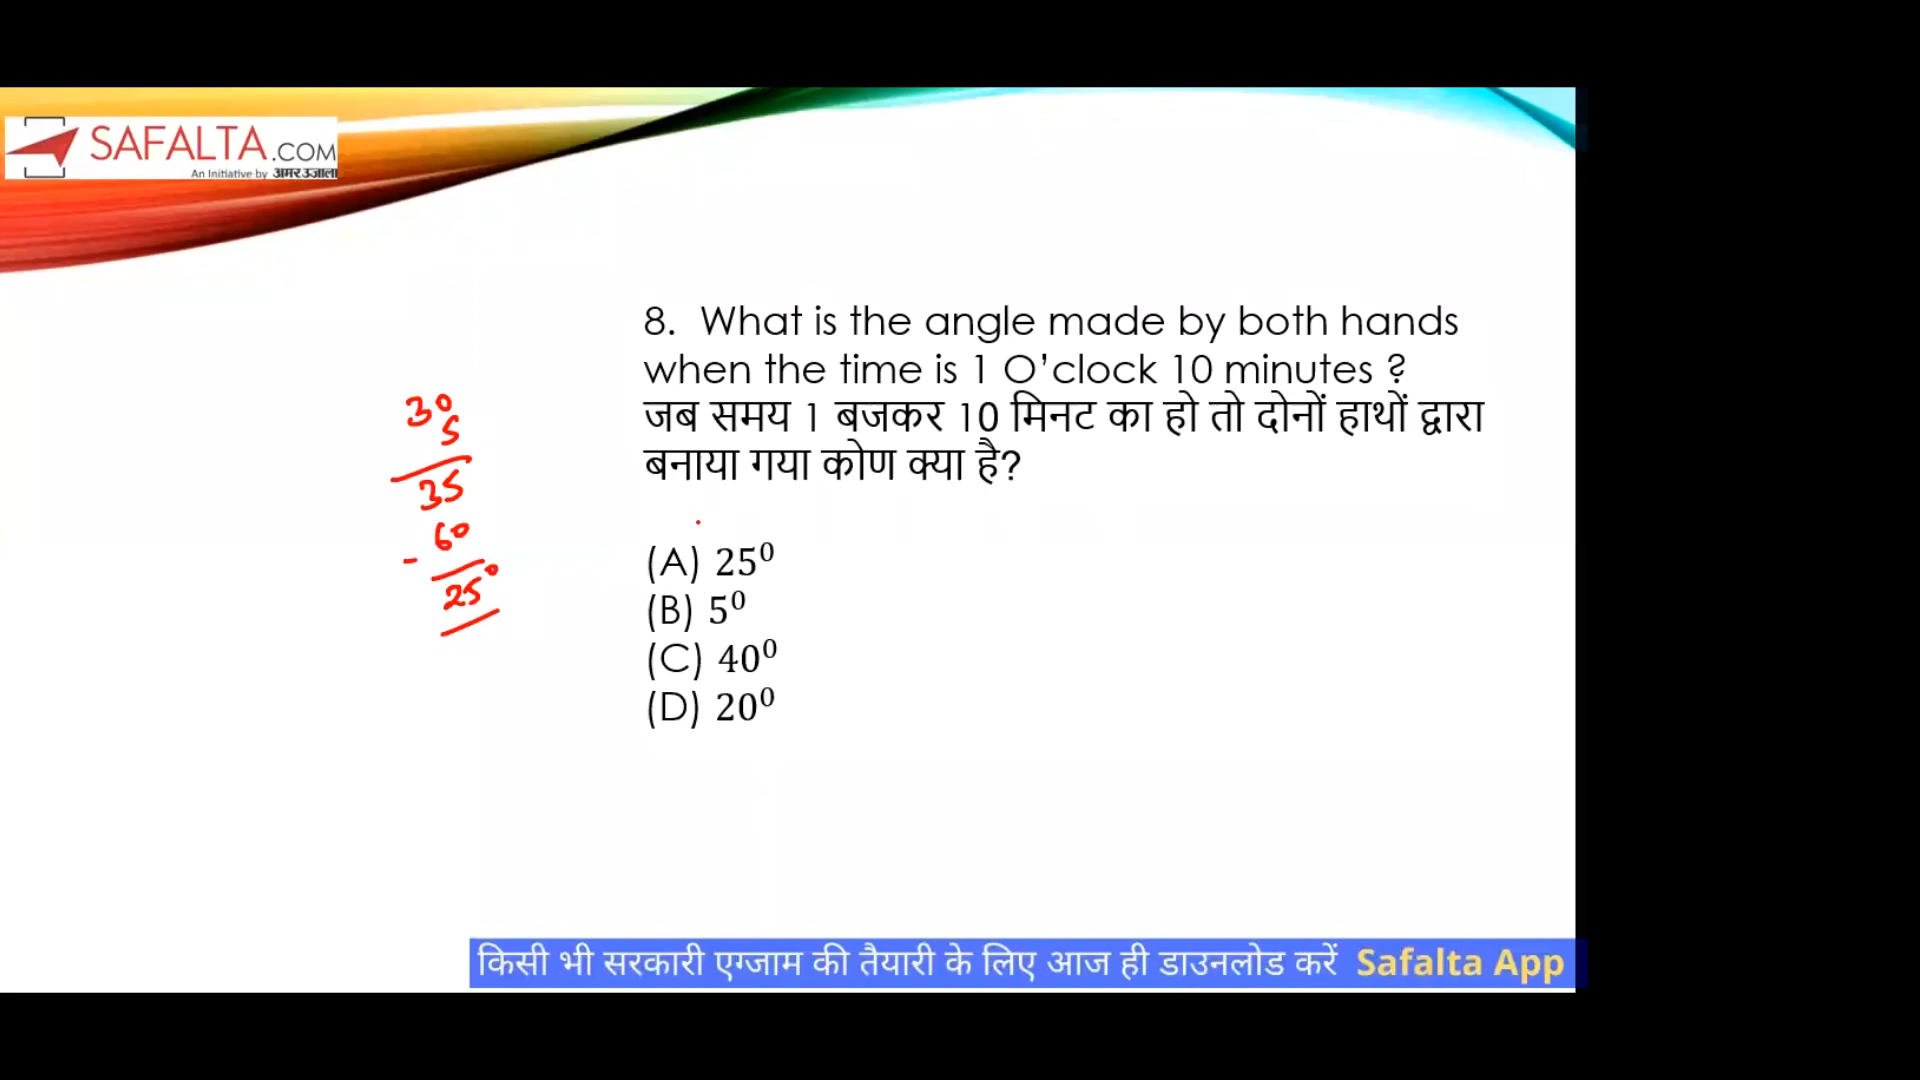 SAFALTA.COM
An Initiative by अमर उजाला
8. What is the angle made by both hands
when the time is 1 O’clock 10 minutes ?
जब समय 1 बजकर 10 मिनट का हो तो दोनों हाथों द्वारा
बनाया गया कोण क्या है?
30
5
35
- 60
25°
(A) 25⁰
(B) 5⁰
(C) 40⁰
(D) 20⁰
किसी भी सरकारी एग्जाम की तैयारी के लिए आज ही डाउनलोड करें Safalta App